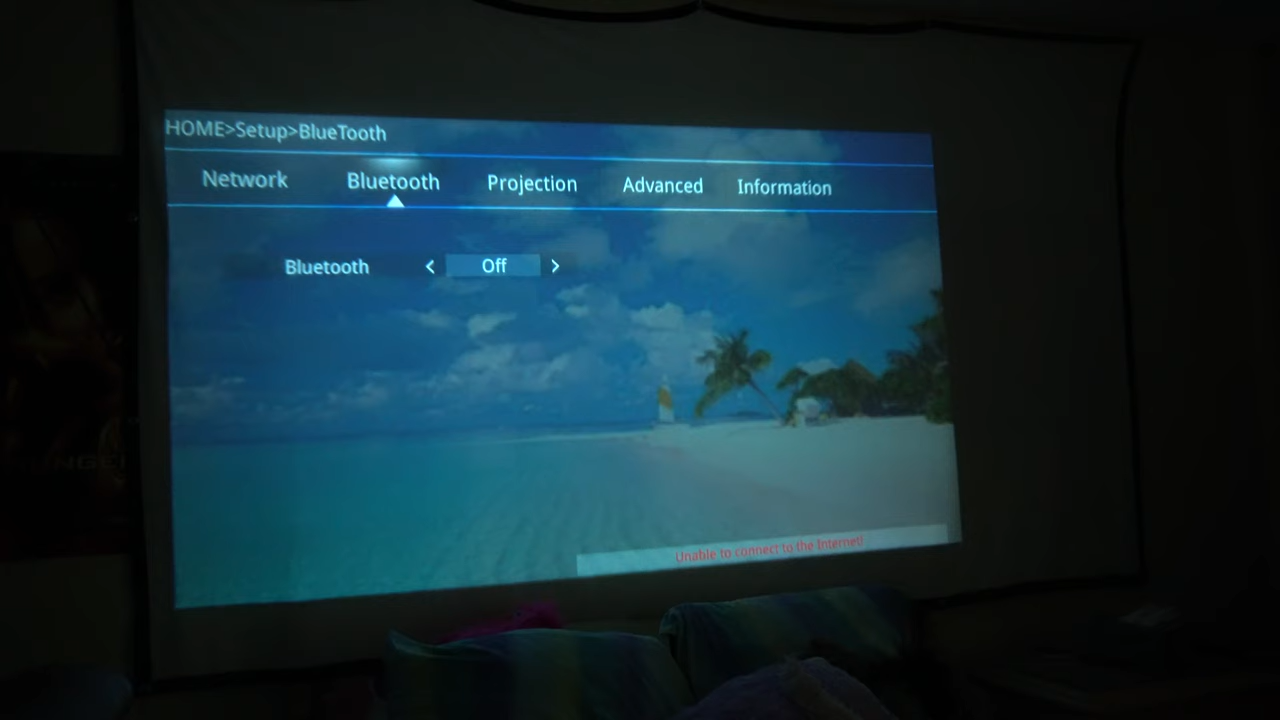 HOME>Setup>BlueTooth
Network Bluetooth Projection Advanced Information
Bluetooth < Off >
Unable to connect to the Internet!